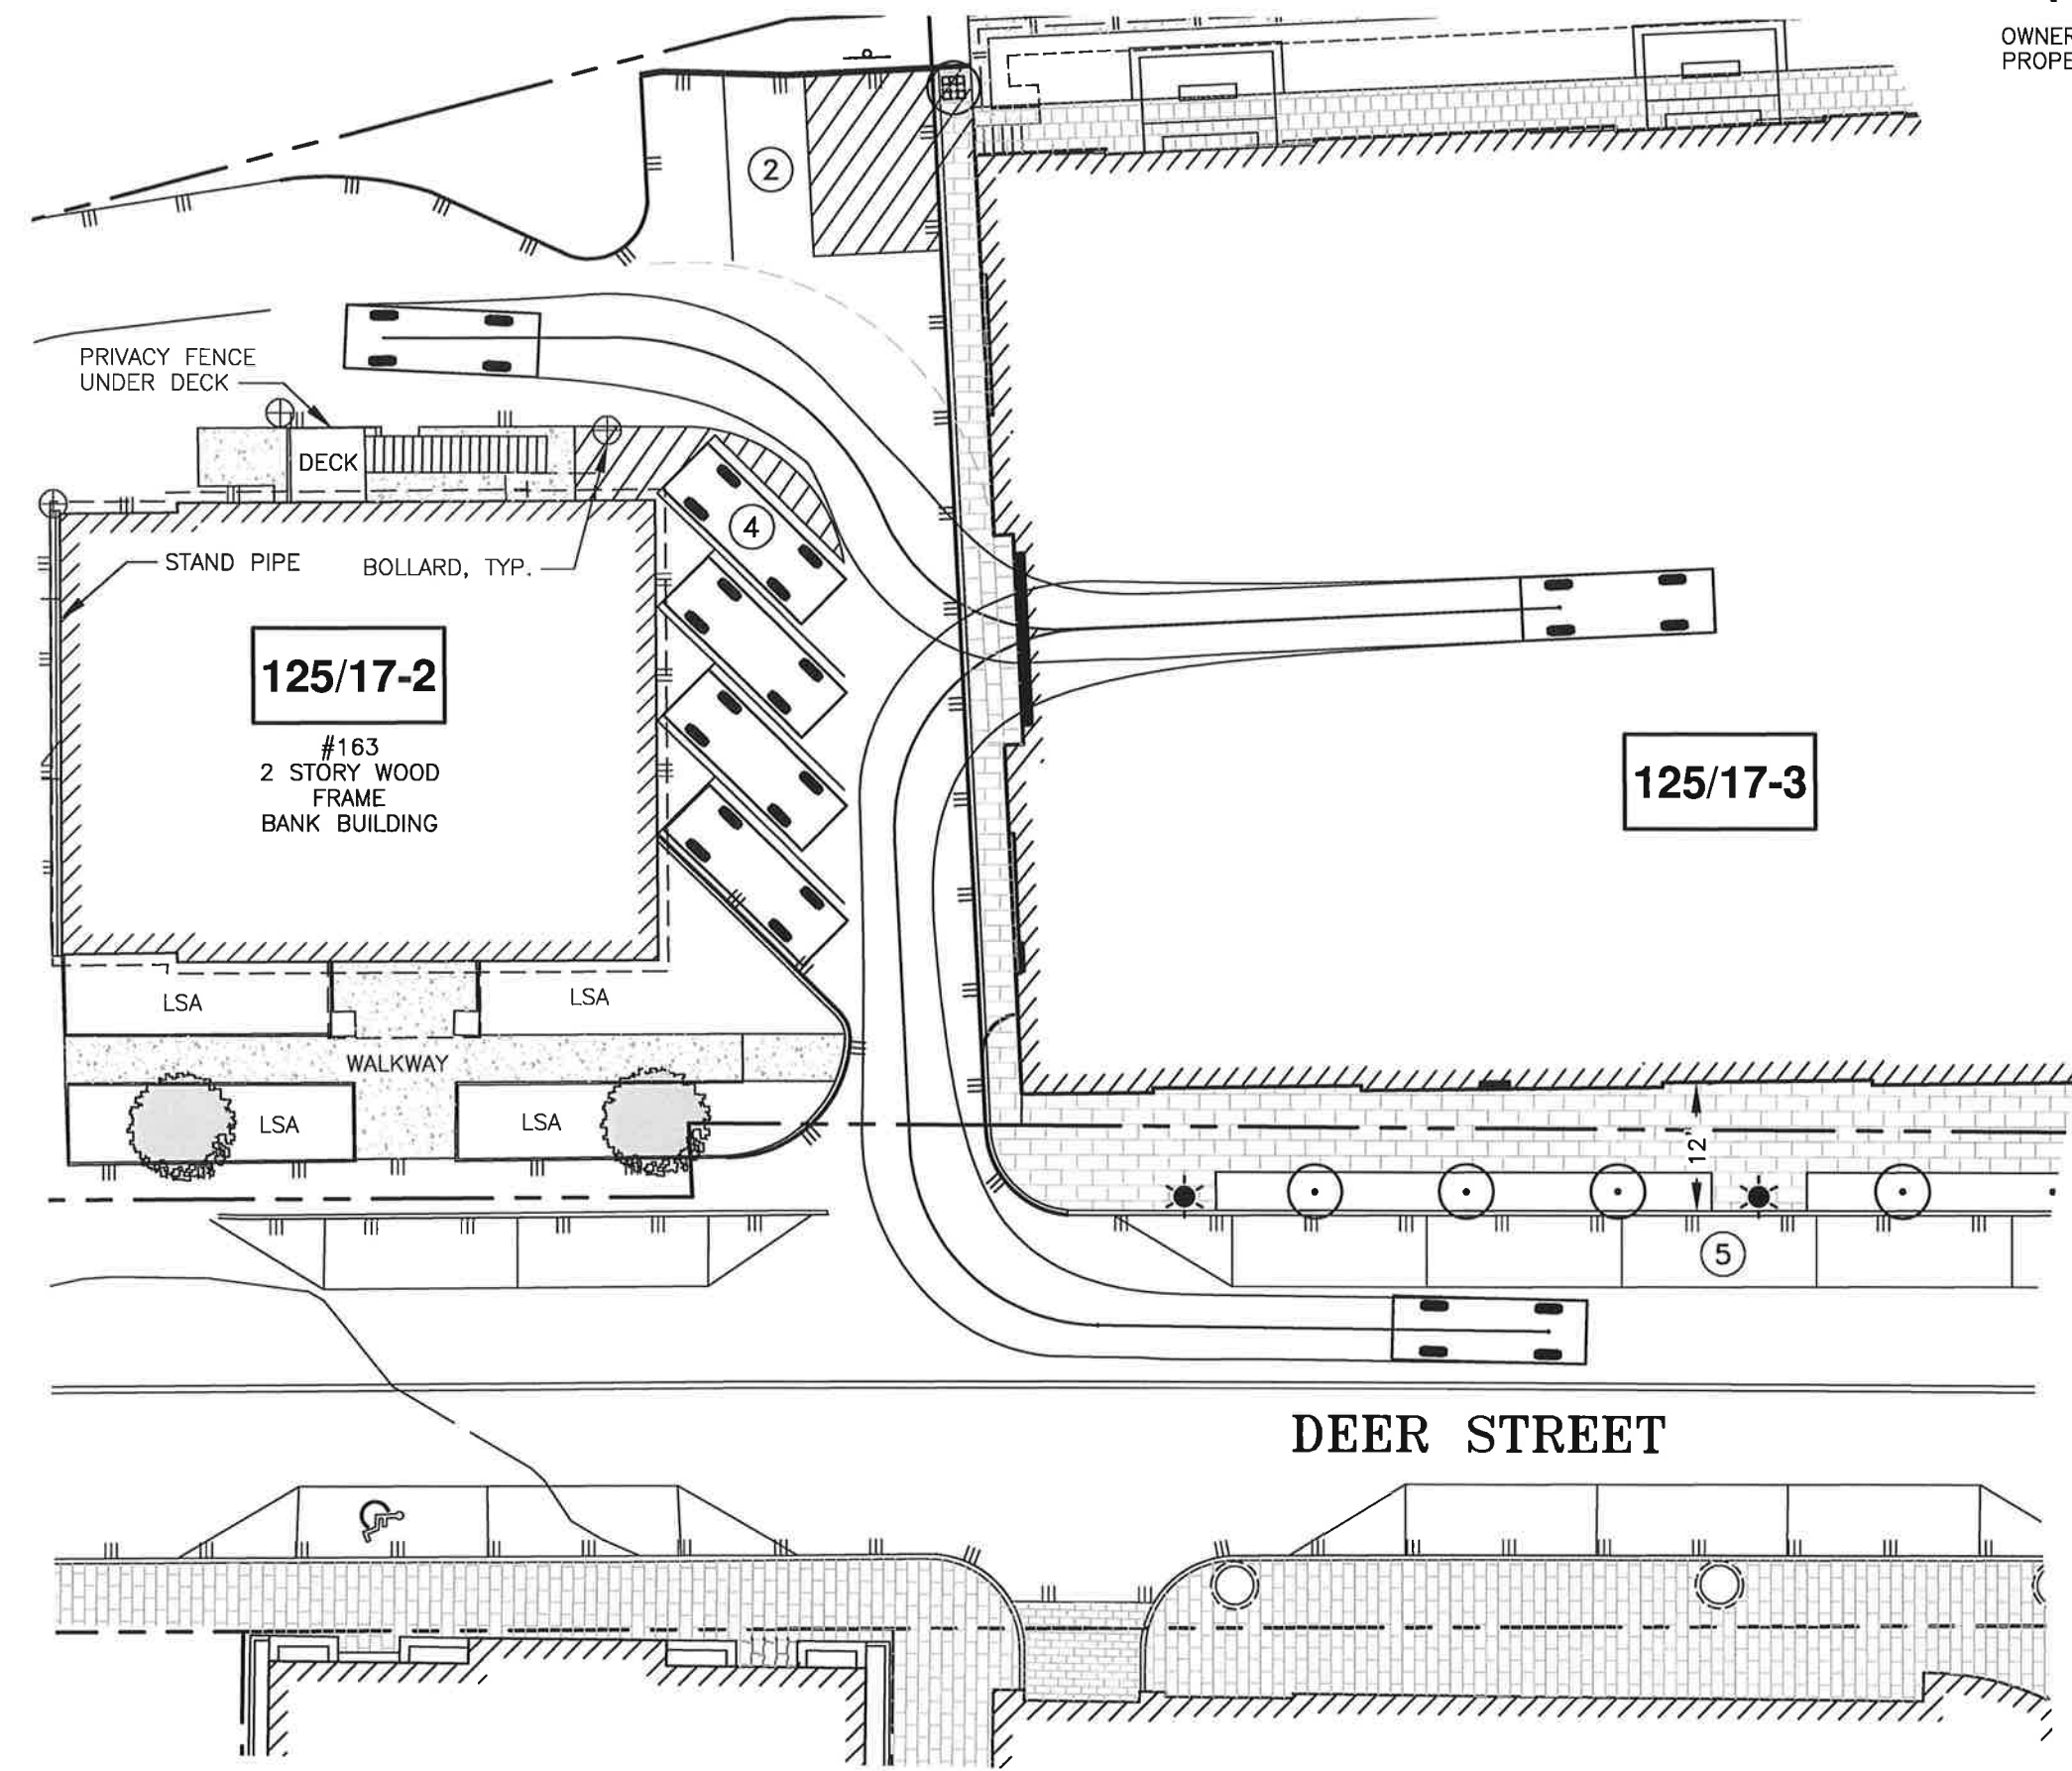 OWNER
PROPE
2
PRIVACY FENCE
UNDER DECK
DECK
4
STAND PIPE
BOLLARD, TYP.
125/17-2
#163
2 STORY WOOD
FRAME
BANK BUILDING
125/17-3
LSA
LSA
WALKWAY
LSA
LSA
12'
5
DEER STREET